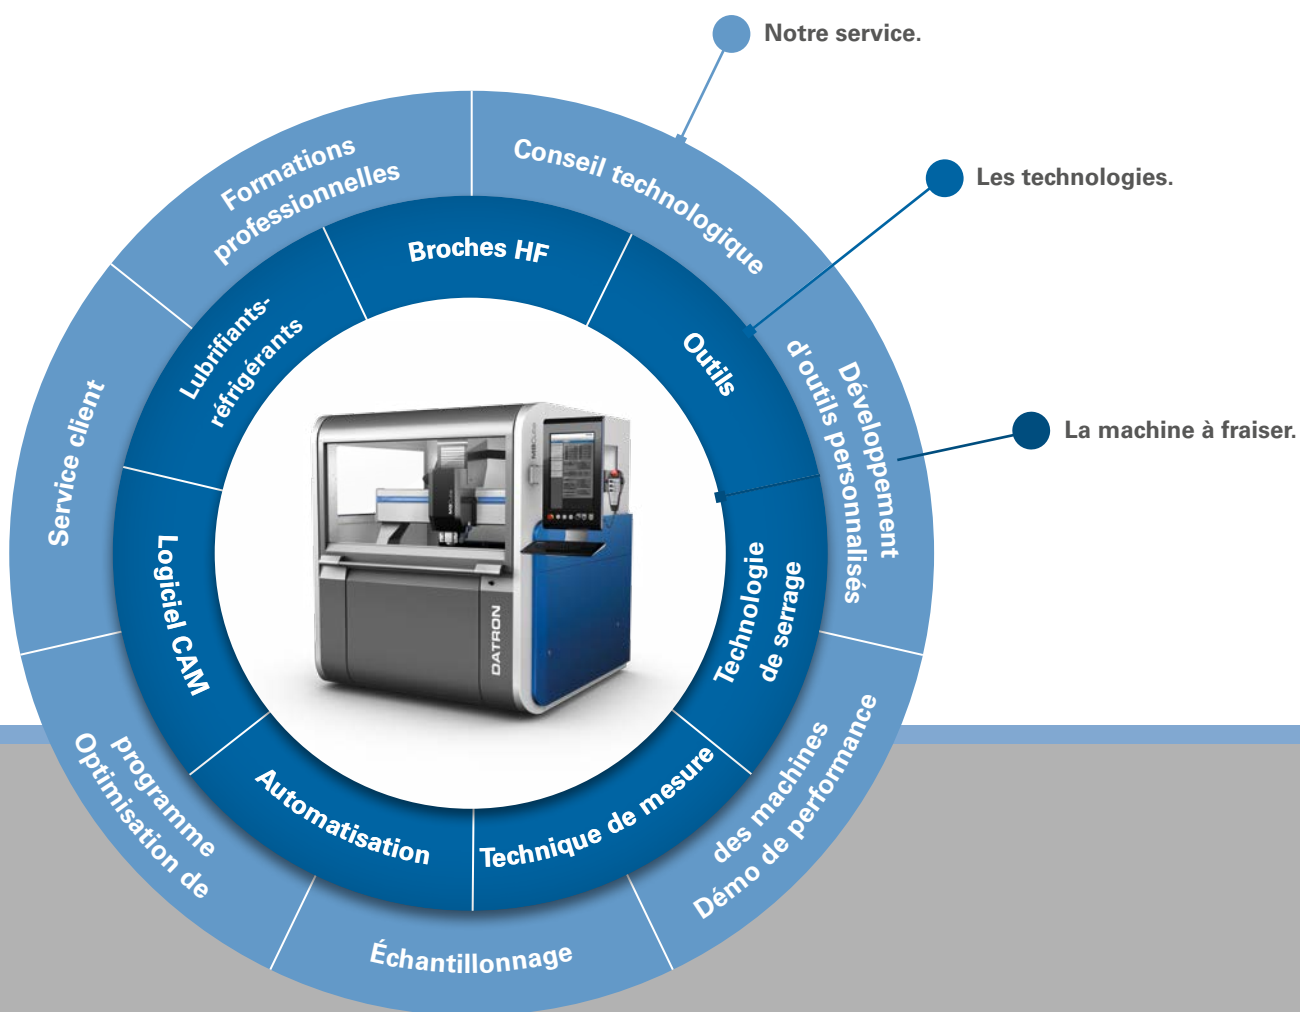 Notre service.
Les technologies.
La machine à fraiser.
Formations
professionnelles
Conseil technologique
Développement
d'outils personnalisés
des machines
Démo de performance
Échantillonnage
programme
Optimisation de
Service client
Broches HF
Outils
Technologie
de serrage
Technique de mesure
Automatisation
Logiciel CAM
Lubrifiants-
réfrigérants
DATRON